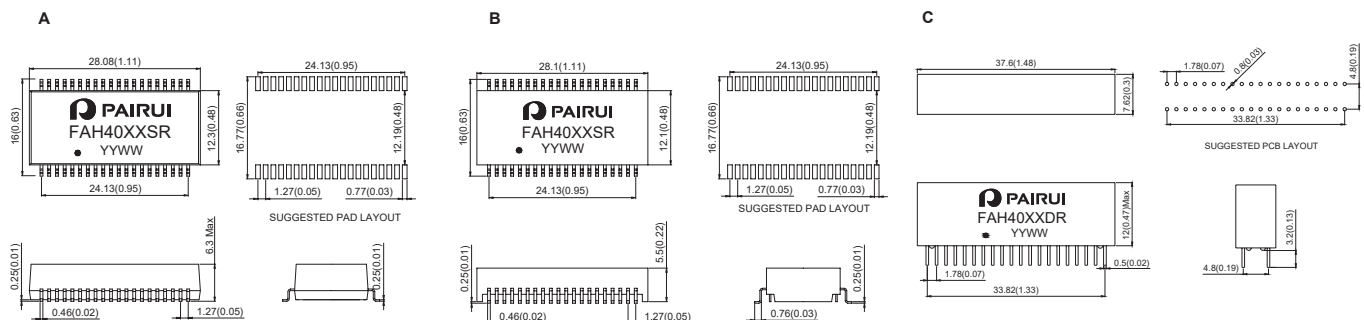 A
28.08(1.11)
16(0.63)
PAIRUI
FAH40XXSR
YYWW
12.3(0.48)
24.13(0.95)
24.13(0.95)
16.77(0.66)
12.19(0.48)
1.27(0.05)
0.77(0.03)
SUGGESTED PAD LAYOUT
6.3 Max
0.25(0.01)
0.46(0.02)
1.27(0.05)
0.25(0.01)
B
28.1(1.11)
16(0.63)
PAIRUI
FAH40XXSR
YYWW
12.1(0.48)
24.13(0.95)
24.13(0.95)
16.77(0.66)
12.19(0.48)
1.27(0.05)
0.77(0.03)
SUGGESTED PAD LAYOUT
5.5(0.22)
0.25(0.01)
0.46(0.02)
1.27(0.05)
0.25(0.01)
0.76(0.03)
C
37.6(1.48)
7.62(0.3)
1.78(0.07)
0.8(0.03)
4.8(0.19)
33.82(1.33)
SUGGESTED PCB LAYOUT
PAIRUI
FAH40XXDR
YYWW
12(0.47)Max
1.78(0.07)
0.5(0.02)
33.82(1.33)
3.2(0.13)
4.8(0.19)